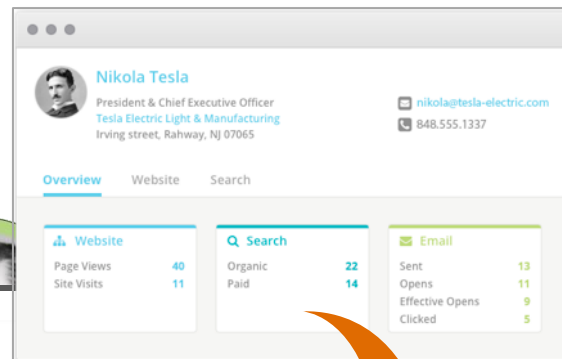 Nikola Tesla
President & Chief Executive Officer
Tesla Electric Light & Manufacturing
Irving street, Rahway, NJ 07065
nikola@tesla-electric.com
848.555.1337
Overview Website Search
Website
Page Views 40
Site Visits 11
Search
Organic 22
Paid 14
Email
Sent 13
Opens 11
Effective Opens 9
Clicked 5